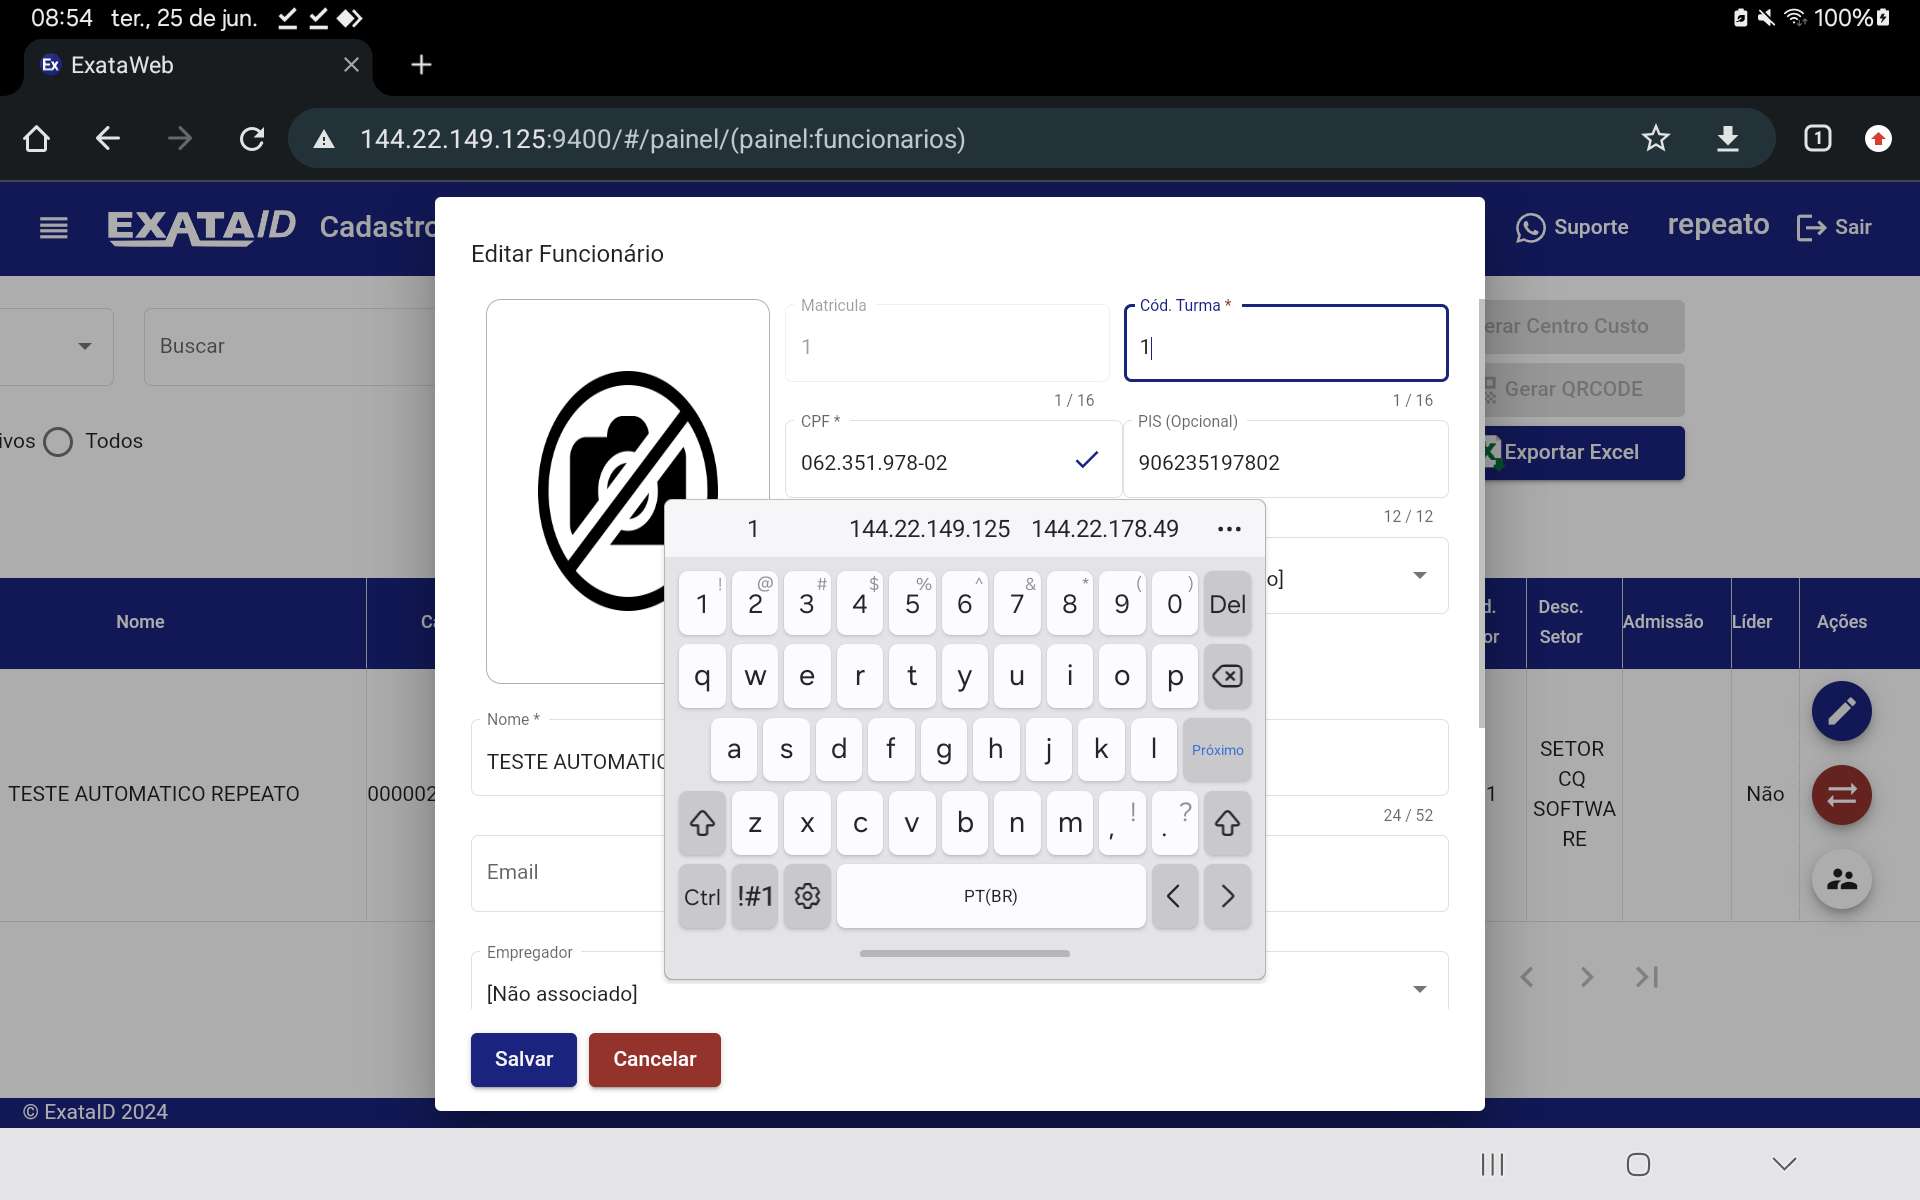 08:54 ter., 25 de jun.
100%
Ex ExataWeb
144.22.149.125:9400/#/painel/(painel:funcionarios)
1
EXATAID Cadastro
Suporte
repeato
Sair
Editar Funcionário
Matricula
1
1 / 16
Cód. Turma *
1
1 / 16
erar Centro Custo
Buscar
Gerar QRCODE
ivos
Todos
Exportar Excel
CPF *
062.351.978-02
PIS (Opcional)
906235197802
12 / 12
o]
1 144.22.149.125 144.22.178.49 •••
! @ # $ % ^ & * ( )
1 2 3 4 5 6 7 8 9 0 Del
q w e r t y u i o p
a s d f g h j k l Próximo
z x c v b n m , ! . ?
Ctrl !#1 PT(BR) < >
Nome
Ca
d.
or
Desc.
Setor
Admissão
Líder
Ações
Nome *
TESTE AUTOMATIC
24 / 52
TESTE AUTOMATICO REPEATO
000002
1
SETOR
CQ
SOFTWA
RE
Não
Email
Empregador
[Não associado]
Salvar
Cancelar
© ExataID 2024